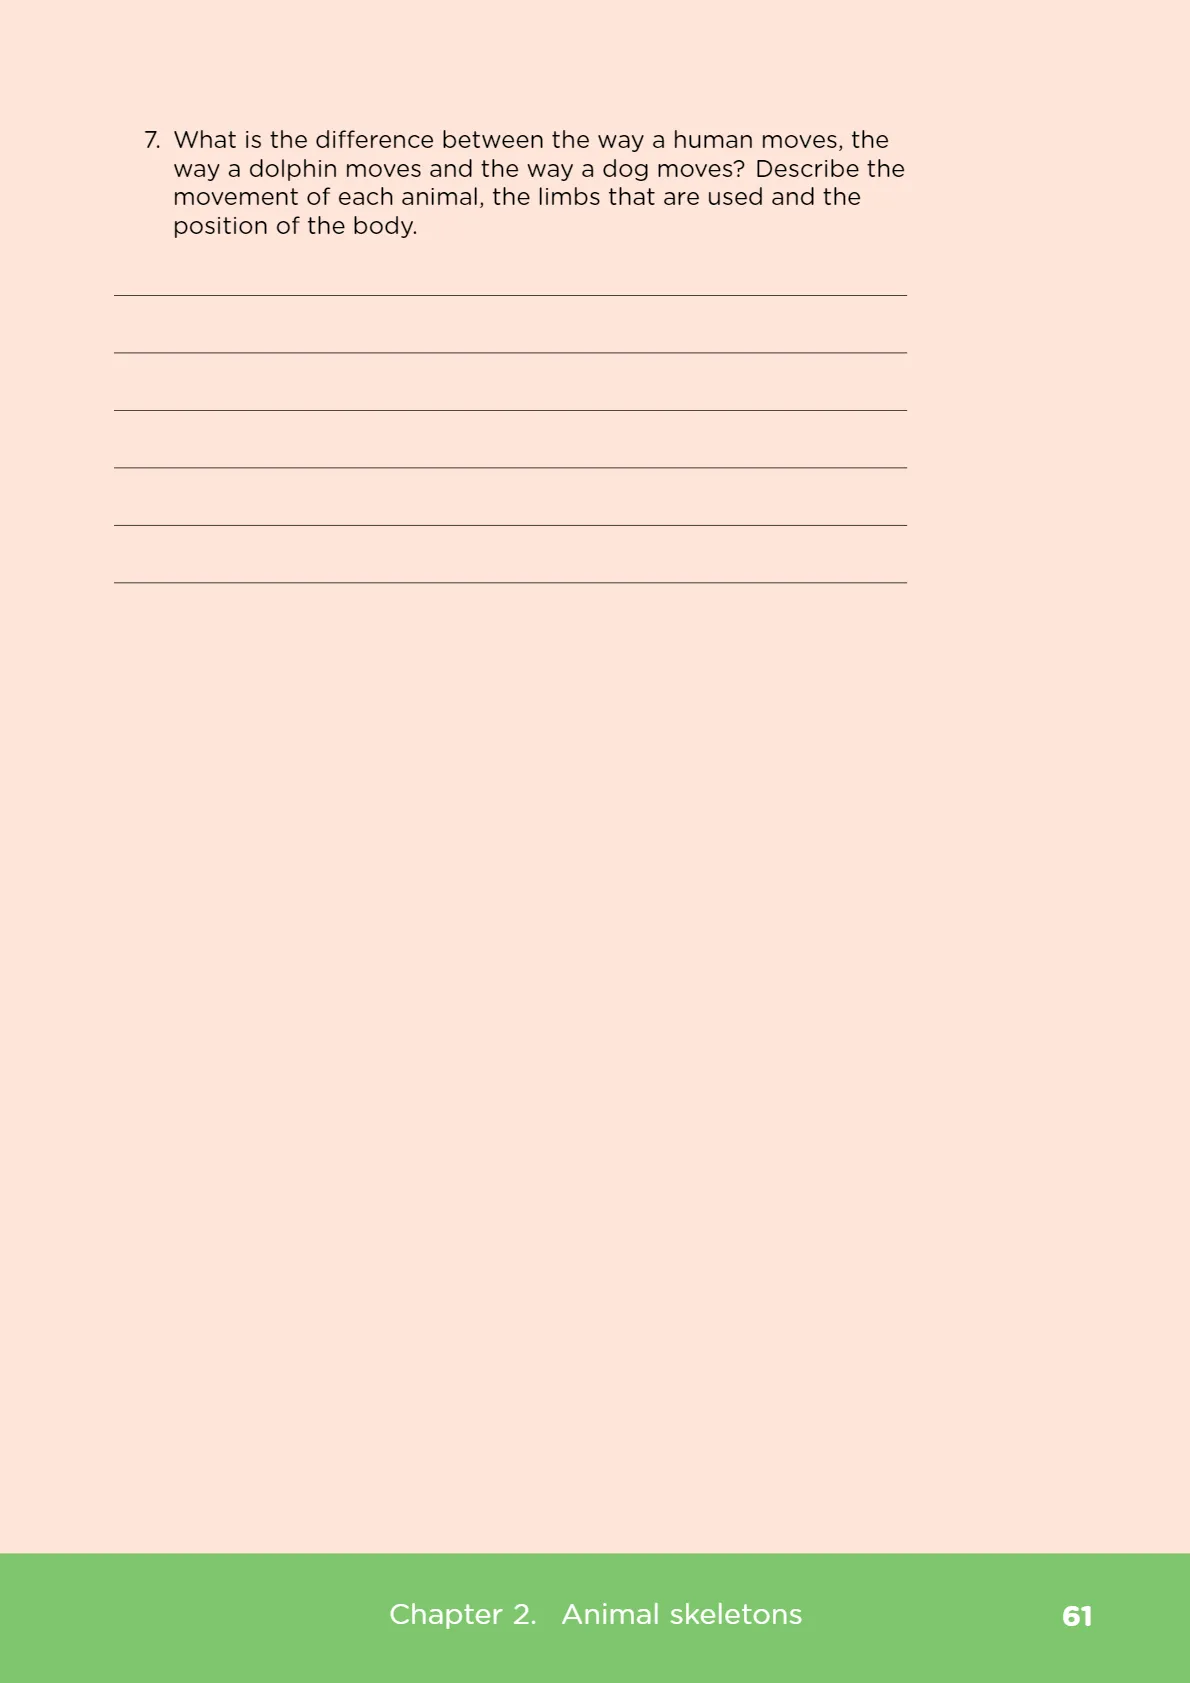 7. What is the difference between the way a human moves, the
way a dolphin moves and the way a dog moves? Describe the
movement of each animal, the limbs that are used and the
position of the body.
Chapter 2. Animal skeletons 61